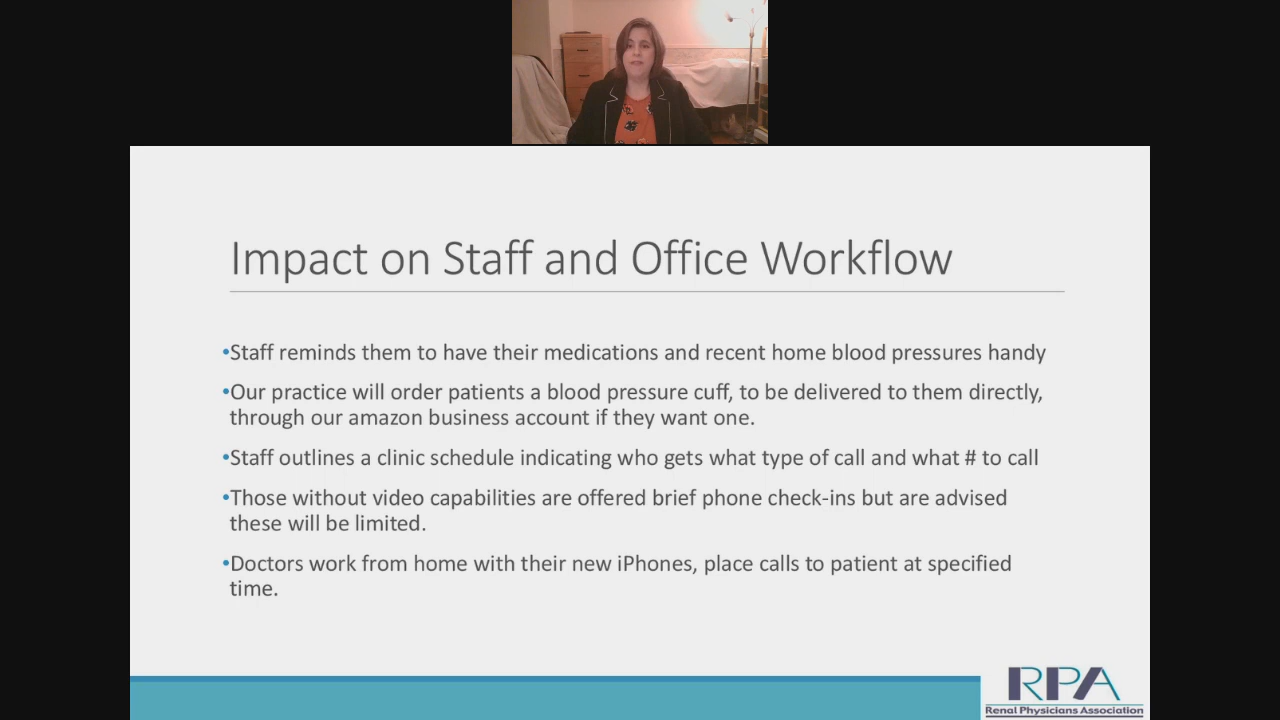 Impact on Staff and Office Workflow
•Staff reminds them to have their medications and recent home blood pressures handy
•Our practice will order patients a blood pressure cuff, to be delivered to them directly,
through our amazon business account if they want one.
•Staff outlines a clinic schedule indicating who gets what type of call and what # to call
•Those without video capabilities are offered brief phone check-ins but are advised
these will be limited.
•Doctors work from home with their new iPhones, place calls to patient at specified
time.
RPA
Renal Physicians Association